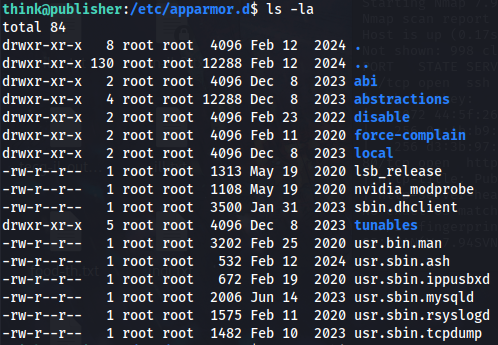 think@publisher:/etc/apparmor.d$ ls -la
total 84
drwxr-xr-x   8 root root  4096 Feb 12  2024 .
drwxr-xr-x 130 root root 12288 Feb 12  2024 ..
drwxr-xr-x   2 root root  4096 Dec  8  2023 abi
drwxr-xr-x   4 root root 12288 Dec  8  2023 abstractions
drwxr-xr-x   2 root root  4096 Feb 23  2022 disable
drwxr-xr-x   2 root root  4096 Feb 11  2020 force-complain
drwxr-xr-x   2 root root  4096 Dec  8  2023 local
-rw-r--r--   1 root root  1313 May 19  2020 lsb_release
-rw-r--r--   1 root root  1108 May 19  2020 nvidia_modprobe
-rw-r--r--   1 root root  3500 Jan 31  2023 sbin.dhclient
drwxr-xr-x   5 root root  4096 Dec  8  2023 tunables
-rw-r--r--   1 root root  3202 Feb 25  2020 usr.bin.man
-rw-r--r--   1 root root   532 Feb 12  2024 usr.sbin.ash
-rw-r--r--   1 root root   672 Feb 19  2020 usr.sbin.ippusbxd
-rw-r--r--   1 root root  2006 Jun 14  2023 usr.sbin.mysqld
-rw-r--r--   1 root root  1575 Feb 11  2020 usr.sbin.rsyslogd
-rw-r--r--   1 root root  1482 Feb 10  2023 usr.sbin.tcpdump